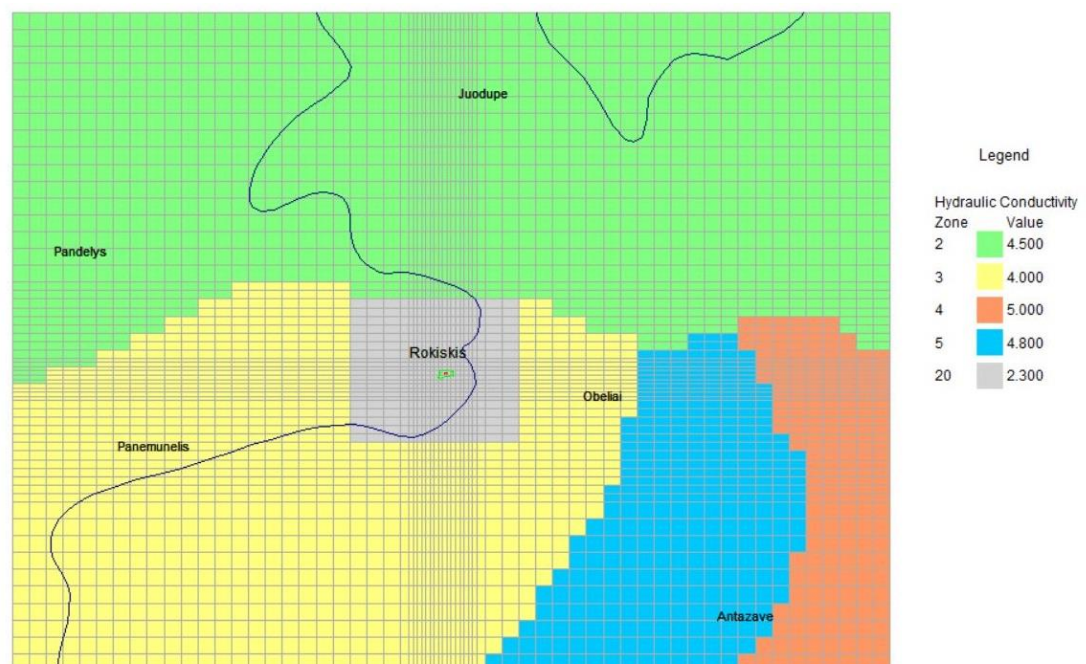 Juodupe
Pandelys
Rokiskis
Obeliai
Panemunelis
Antazave
Legend
Hydraulic Conductivity
Zone Value
2 4.500
3 4.000
4 5.000
5 4.800
20 2.300